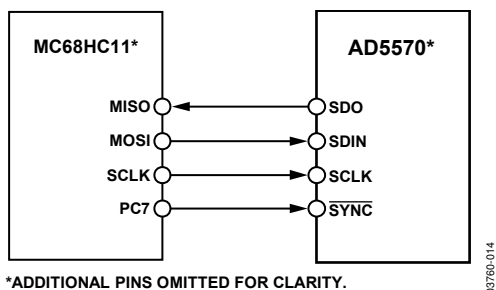 MC68HC11*
AD5570*
MISO
SDO
MOSI
SDIN
SCLK
SCLK
PC7
SYNC
*ADDITIONAL PINS OMITTED FOR CLARITY.
03760-014